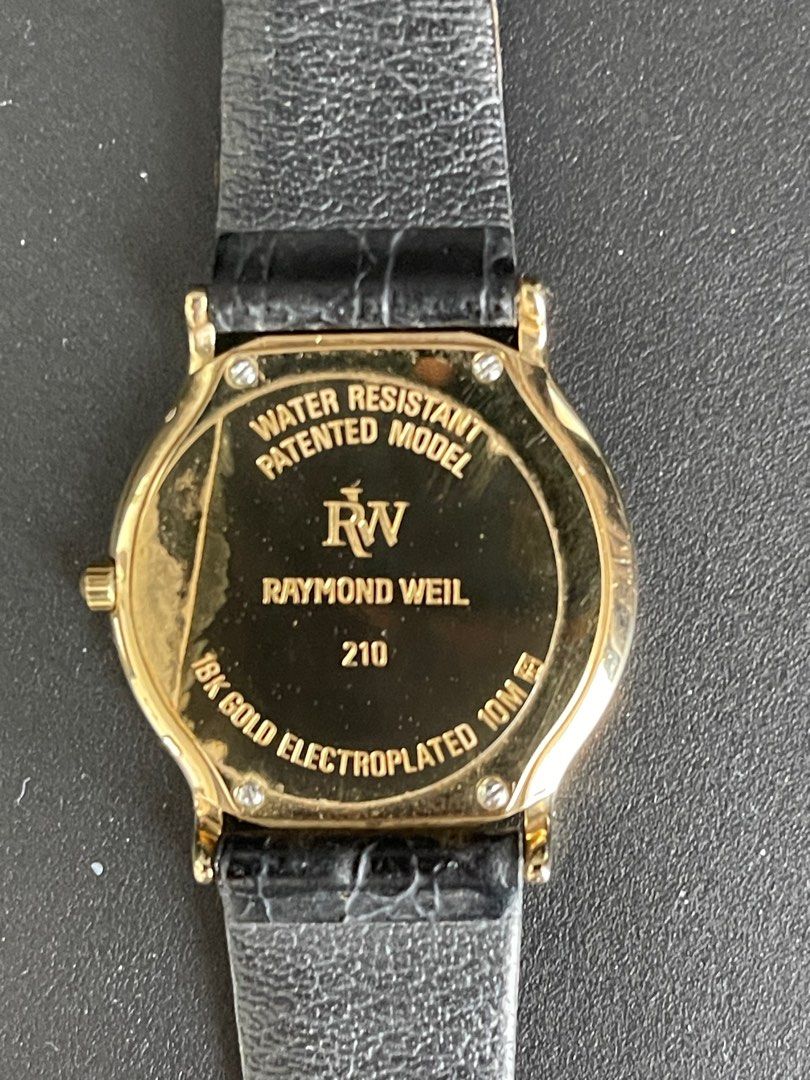 WATER RESISTANT
PATENTED MODEL
RW
RAYMOND WEIL
210
18K GOLD ELECTROPLATED 10M